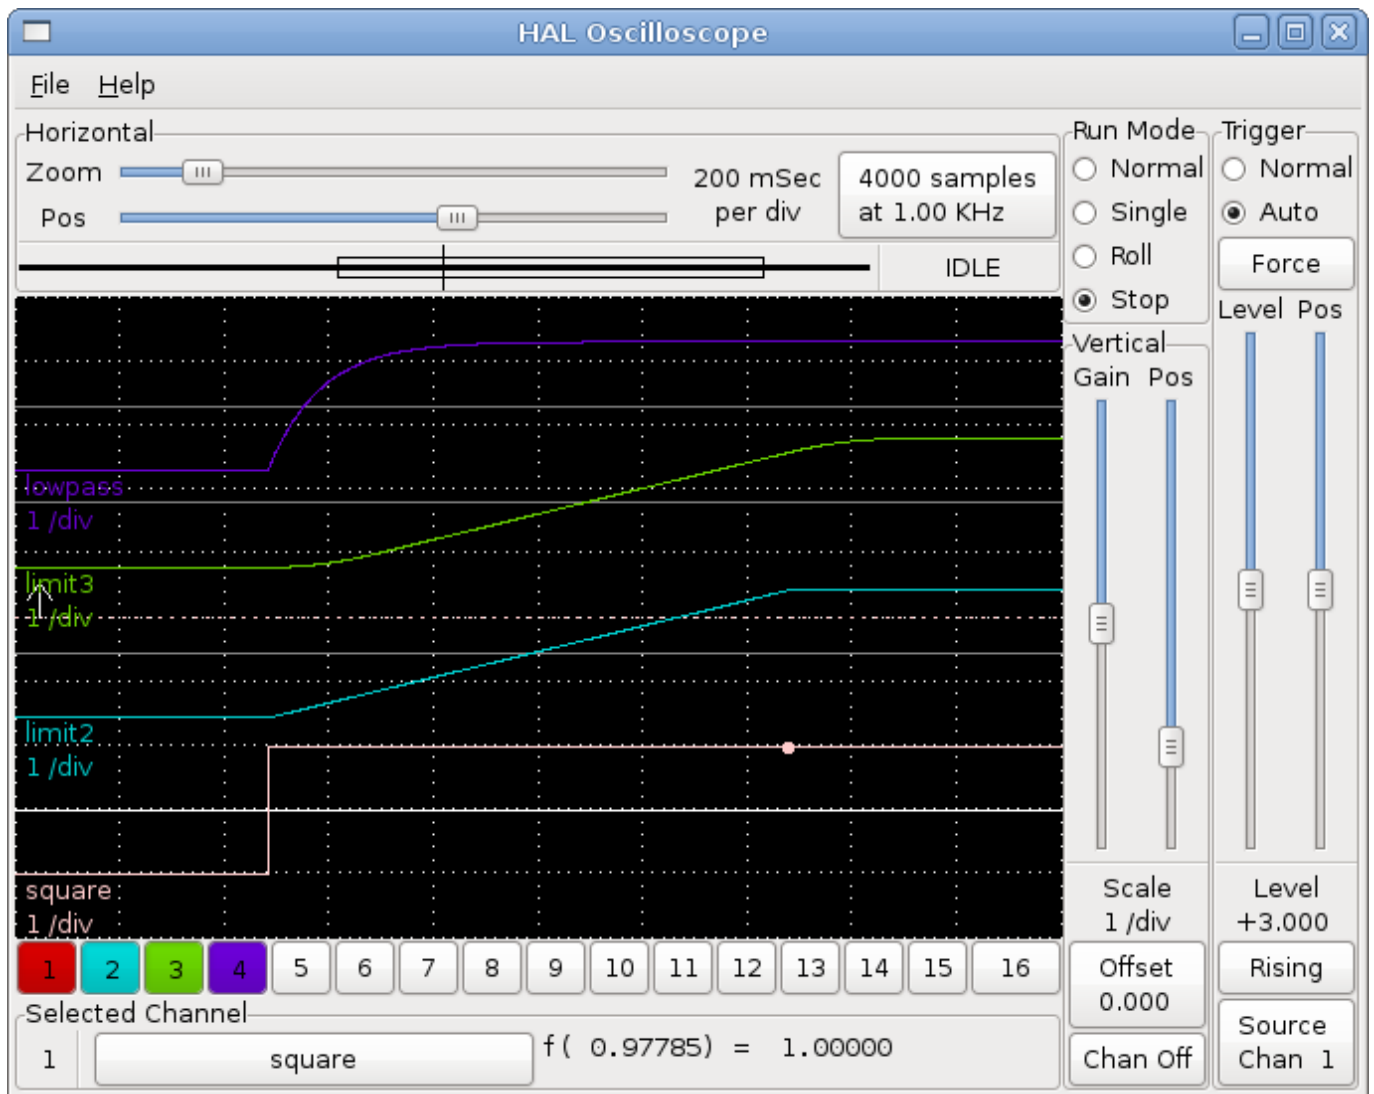 HAL Oscilloscope
File Help
Horizontal
Zoom
Pos
200 mSec
per div
4000 samples
at 1.00 KHz
IDLE
Run Mode
Normal
Single
Roll
Stop
Trigger
Normal
Auto
Force
Level Pos
Vertical
Gain Pos
lowpass
1 /div
limit3
1 /div
limit2
1 /div
square
1 /div
Scale
1 /div
Level
+3.000
1 2 3 4 5 6 7 8 9 10 11 12 13 14 15 16
Offset
0.000
Rising
Selected Channel
1 square f( 0.97785) = 1.00000
Chan Off
Source
Chan 1